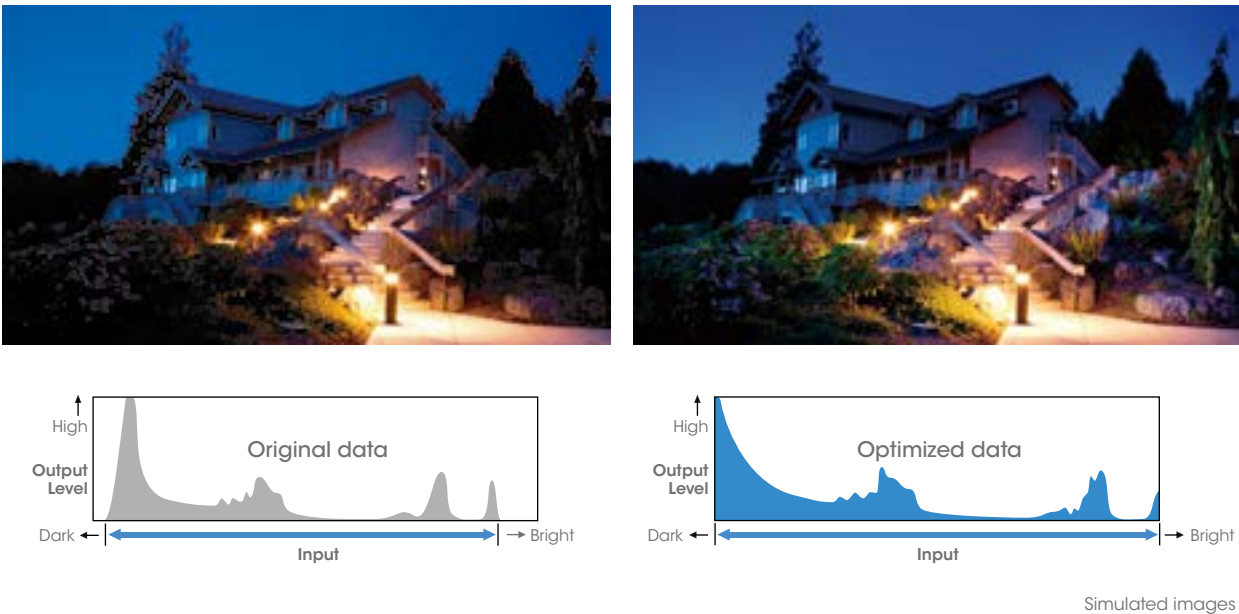 High
Original data
Output
Level
Dark
Bright
Input
High
Optimized data
Output
Level
Dark
Bright
Input
Simulated images